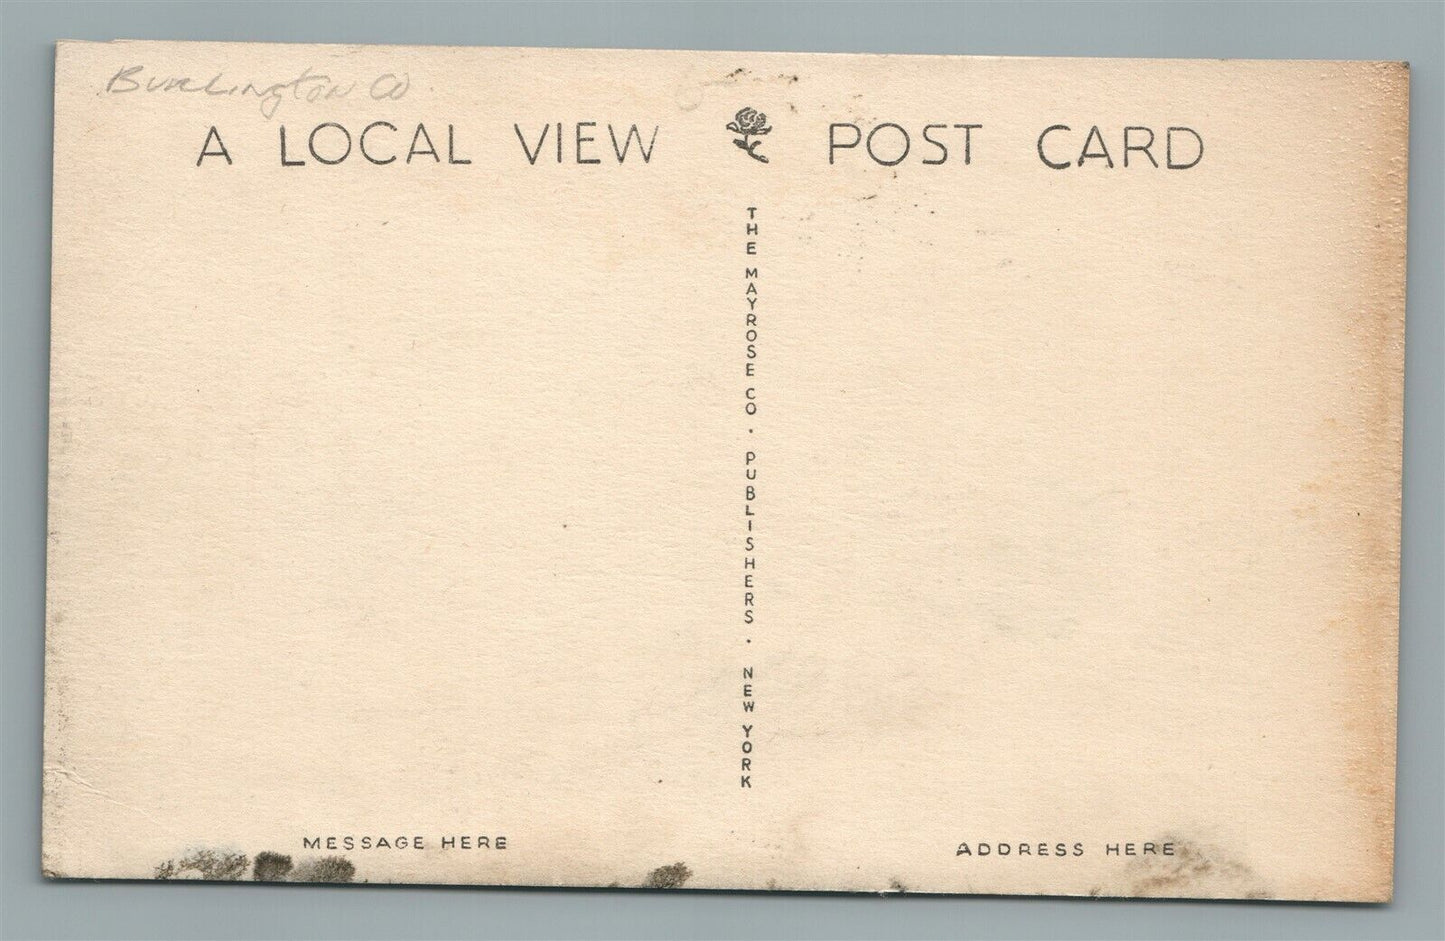 Burlington Co
A LOCAL VIEW POST CARD
THE MAYROSE CO · PUBLISHERS · NEW YORK
MESSAGE HERE
ADDRESS HERE